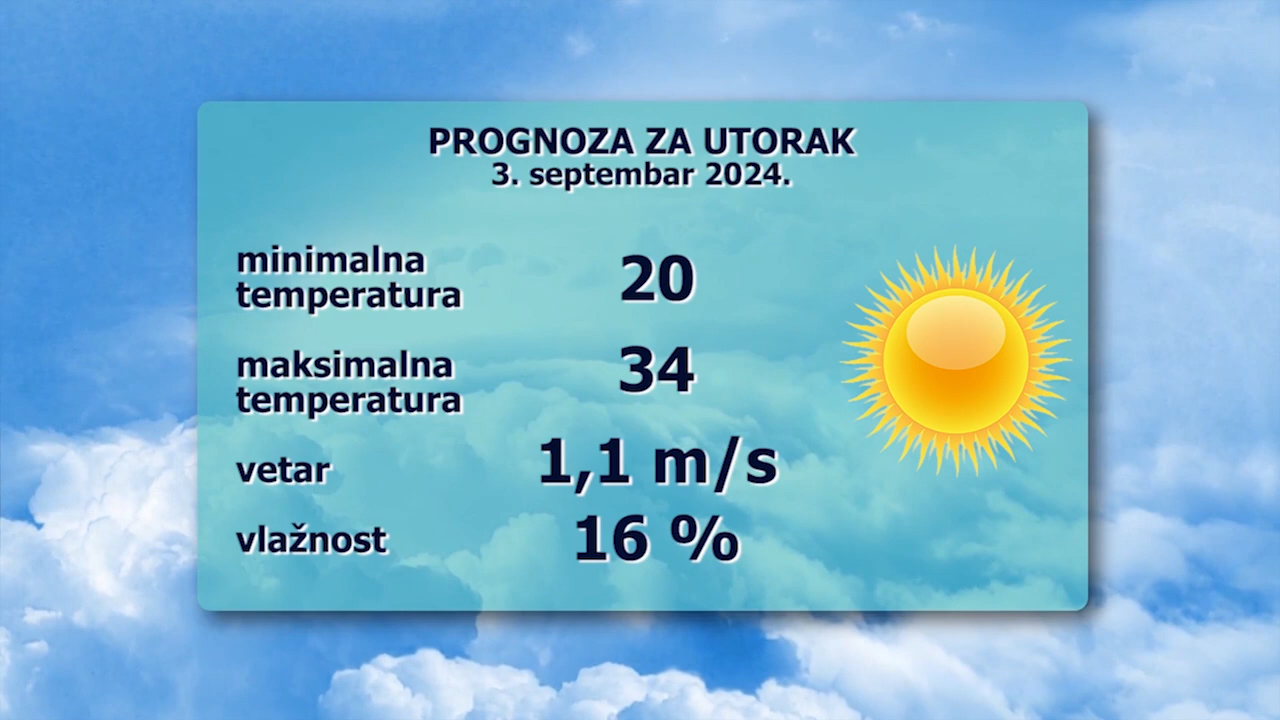 PROGNOZA ZA UTORAK
3. septembar 2024.
minimalna
temperatura
20
maksimalna
temperatura
34
vetar
1,1 m/s
vlažnost
16 %